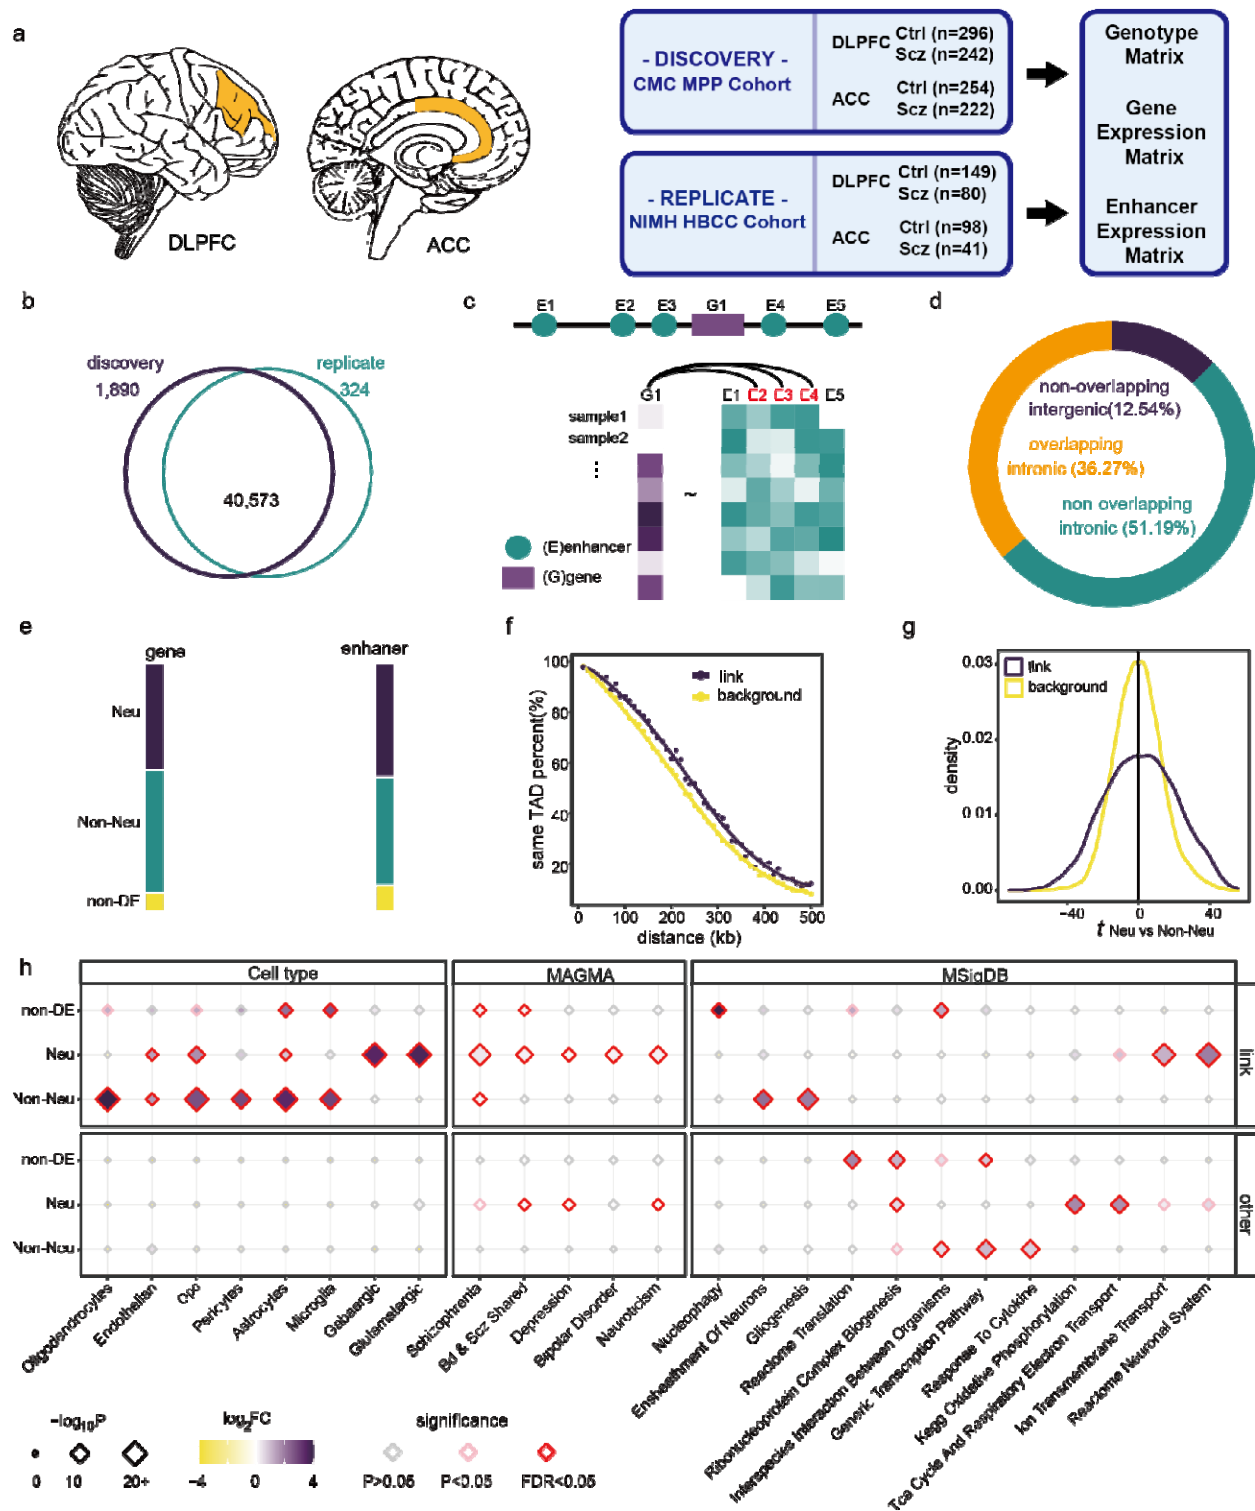 a
DLPFC
ACC
- DISCOVERY -
CMC MPP Cohort
DLPFC
Ctrl (n=296)
Scz (n=242)
ACC
Ctrl (n=254)
Scz (n=222)
- REPLICATE -
NIMH HBCC Cohort
DLPFC
Ctrl (n=149)
Scz (n=80)
ACC
Ctrl (n=98)
Scz (n=41)
Genotype
Matrix
Gene
Expression
Matrix
Enhancer
Expression
Matrix
b
discovery
1,890
replicate
324
40,573
c
E1 E2 E3 G1 E4 E5
G1 E1 E2 E3 E4 E5
sample1
sample2
⋮
~
(E)enhancer
(G)gene
d
non-overlapping
intergenic(12.54%)
overlapping
intronic (36.27%)
non overlapping
intronic (51.19%)
e
gene
enhaner
Neu
Non-Neu
non-DE
f
same TAD percent(%)
100
80
60
40
20
link
background
0 100 200 300 400 500
distance (kb)
g
density
0.03
0.02
0.01
0.00
link
background
-40 0 40
t Neu vs Non-Neu
h
Cell type
MAGMA
MSigDB
non-DE
Neu
Non-Neu
link
non-DE
Neu
Non-Neu
other
Oligodendrocytes
Endothelian
Opc
Pericytes
Astrocytes
Microglia
Gabaergic
Glutamatergic
Schizophrenia
Bd & Scz Shared
Depression
Bipolar Disorder
Neuroticism
Nucleophagy
Ensheathment Of Neurons
Gliogenesis
Reactome Translation
Ribonucleoprotein Complex Biogenesis
Interspecies Interaction Between Organisms
Generic Transcription Pathway
Response To Cytokine
Kegg Oxidative Phosphorylation
Tca Cycle And Respiratory Electron Transport
Ion Transmembrane Transport
Reactome Neuronal System
-log10P
0 10 20+
log2FC
-4 0 4
significance
P>0.05 P<0.05 FDR<0.05